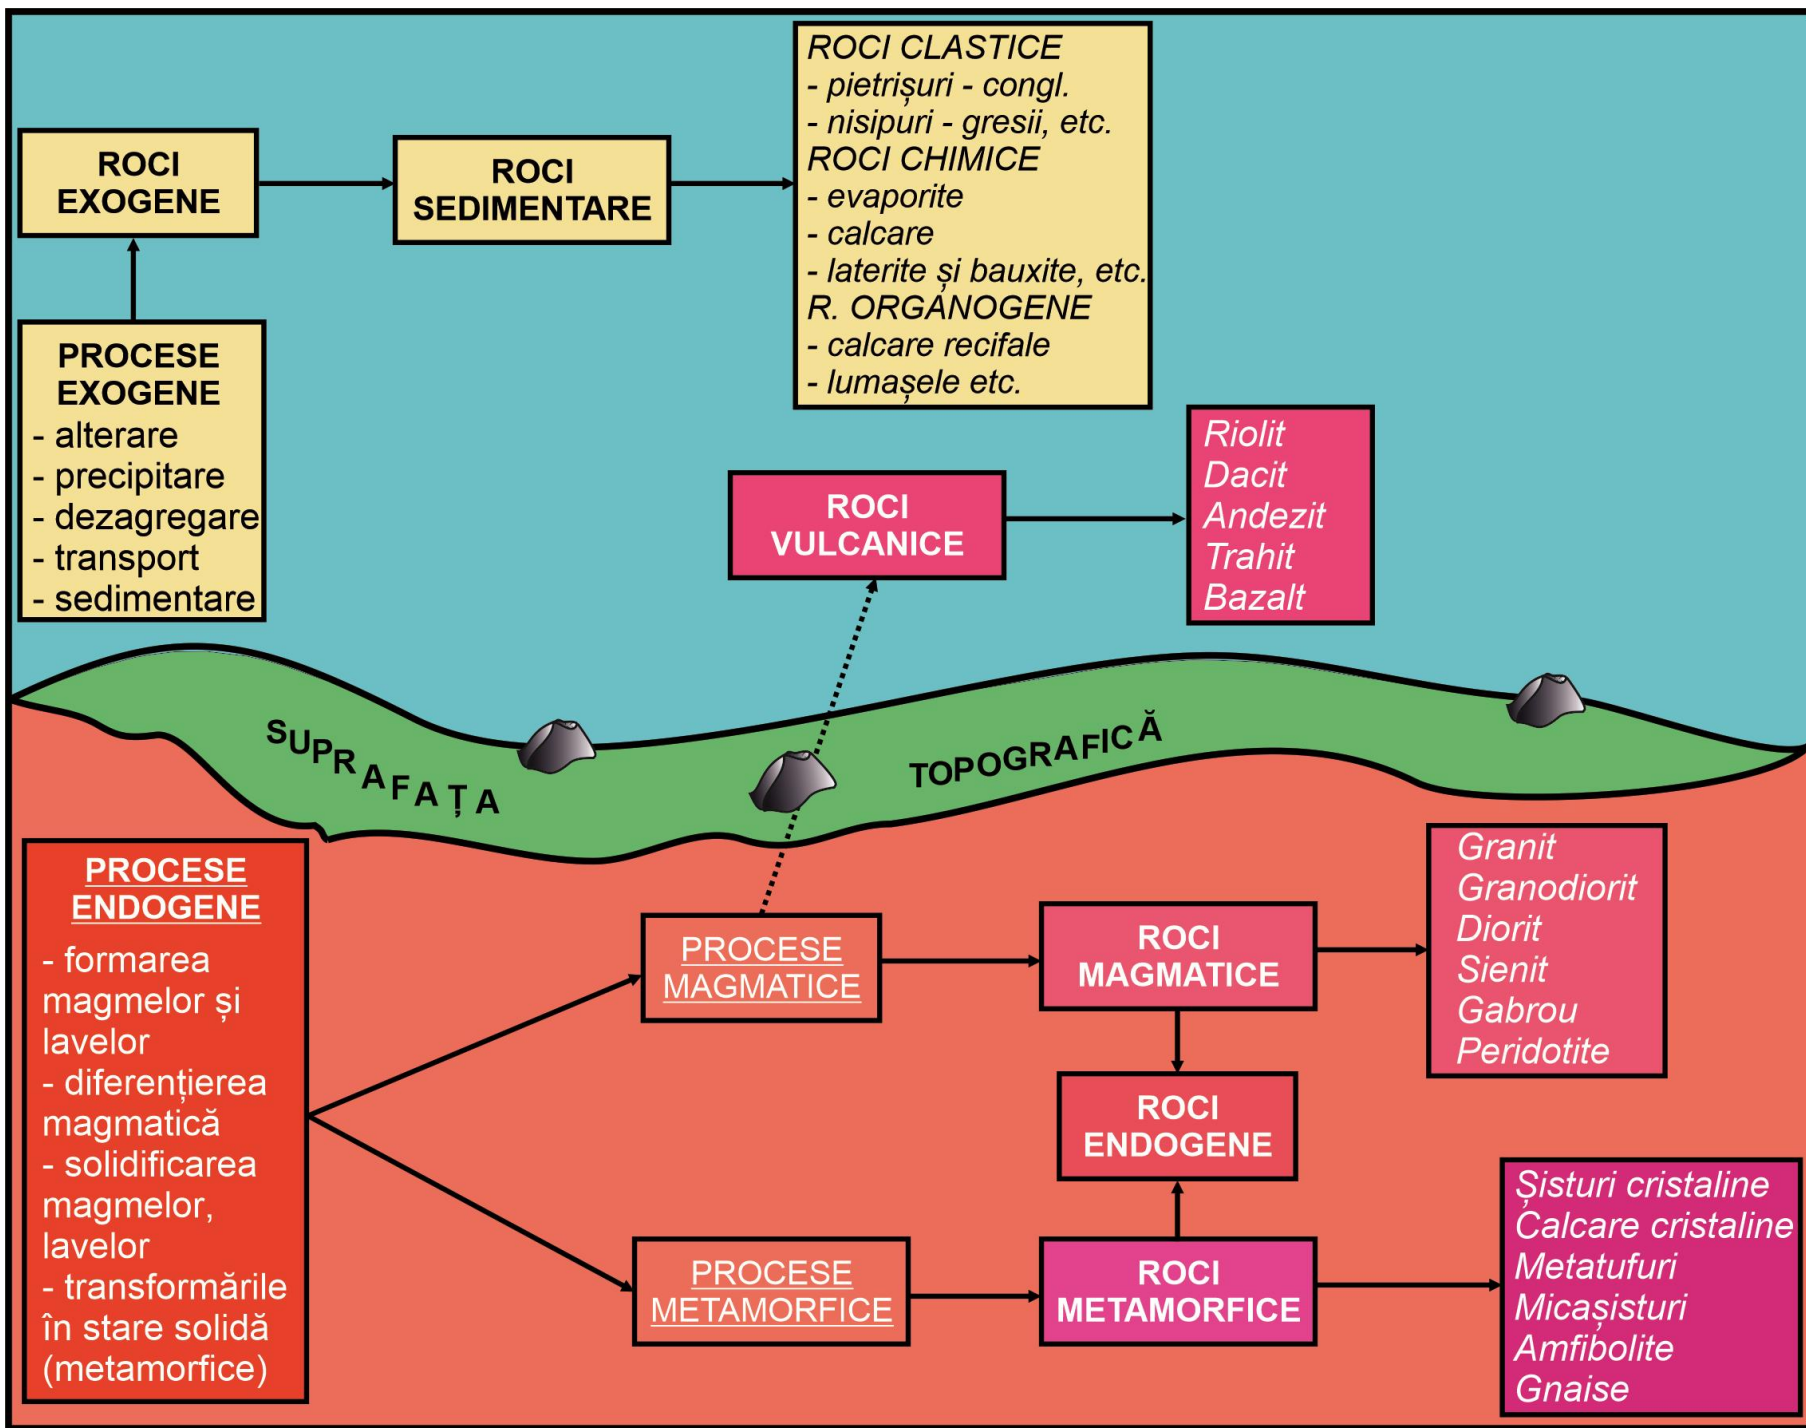 ROCI CLASTICE
- pietrișuri - congl.
- nisipuri - gresii, etc.
ROCI CHIMICE
- evaporite
- calcare
- laterite și bauxite, etc.
R. ORGANOGENE
- calcare recifale
- lumașele etc.
ROCI
EXOGENE
ROCI
SEDIMENTARE
PROCESE
EXOGENE
- alterare
- precipitare
- dezagregare
- transport
- sedimentare
ROCI
VULCANICE
Riolit
Dacit
Andezit
Trahit
Bazalt
SUPRAFAȚA
TOPOGRAFICĂ
PROCESE
ENDOGENE
- formarea
magmelor și
lavelor
- diferențierea
magmatică
- solidificarea
magmelor,
lavelor
- transformările
în stare solidă
(metamorfice)
PROCESE
MAGMATICE
ROCI
MAGMATICE
Granit
Granodiorit
Diorit
Sienit
Gabrou
Peridotite
ROCI
ENDOGENE
PROCESE
METAMORFICE
ROCI
METAMORFICE
Șisturi cristaline
Calcare cristaline
Metatufuri
Micașisturi
Amfibolite
Gnaise